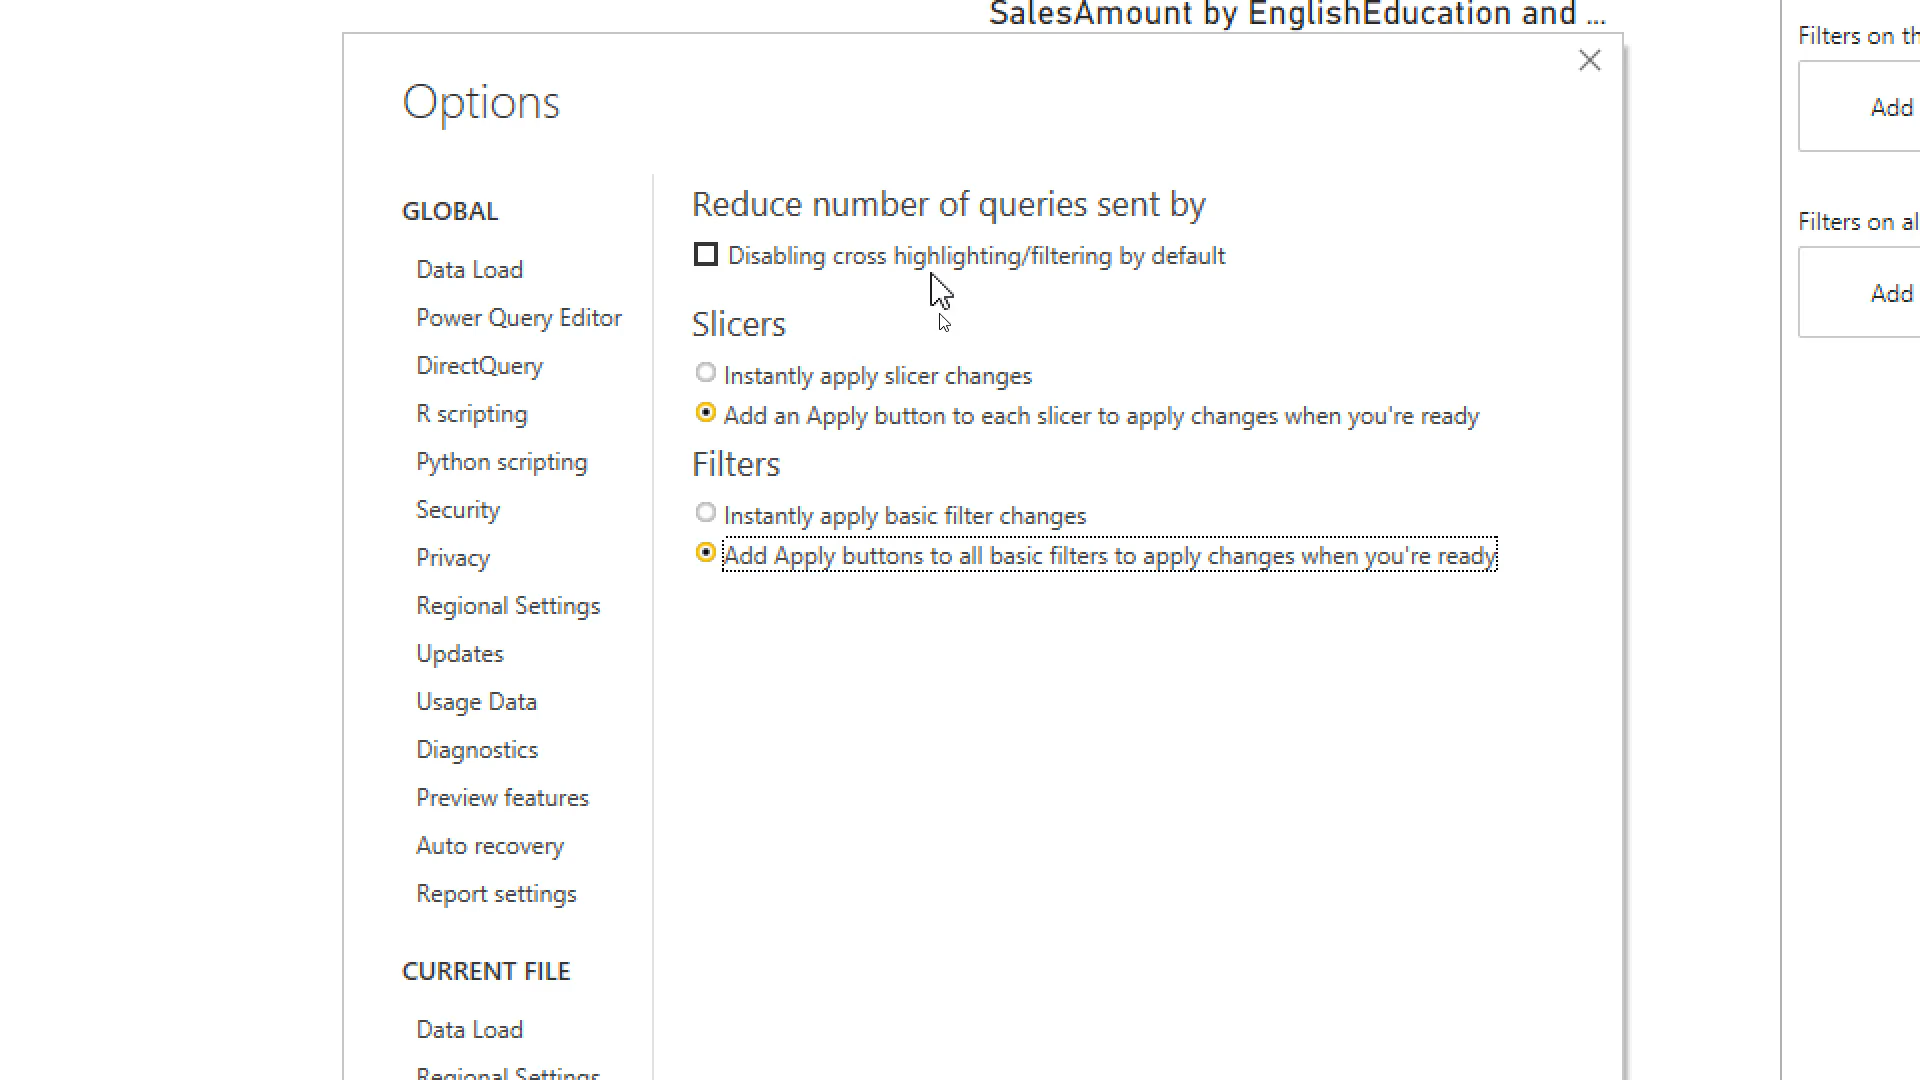 SalesAmount by EnglishEducation and ...
Options
GLOBAL
Data Load
Power Query Editor
DirectQuery
R scripting
Python scripting
Security
Privacy
Regional Settings
Updates
Usage Data
Diagnostics
Preview features
Auto recovery
Report settings
CURRENT FILE
Data Load
Regional Settings
Reduce number of queries sent by
Disabling cross highlighting/filtering by default
Slicers
Instantly apply slicer changes
Add an Apply button to each slicer to apply changes when you're ready
Filters
Instantly apply basic filter changes
Add Apply buttons to all basic filters to apply changes when you're ready
Filters on th
Add
Filters on al
Add